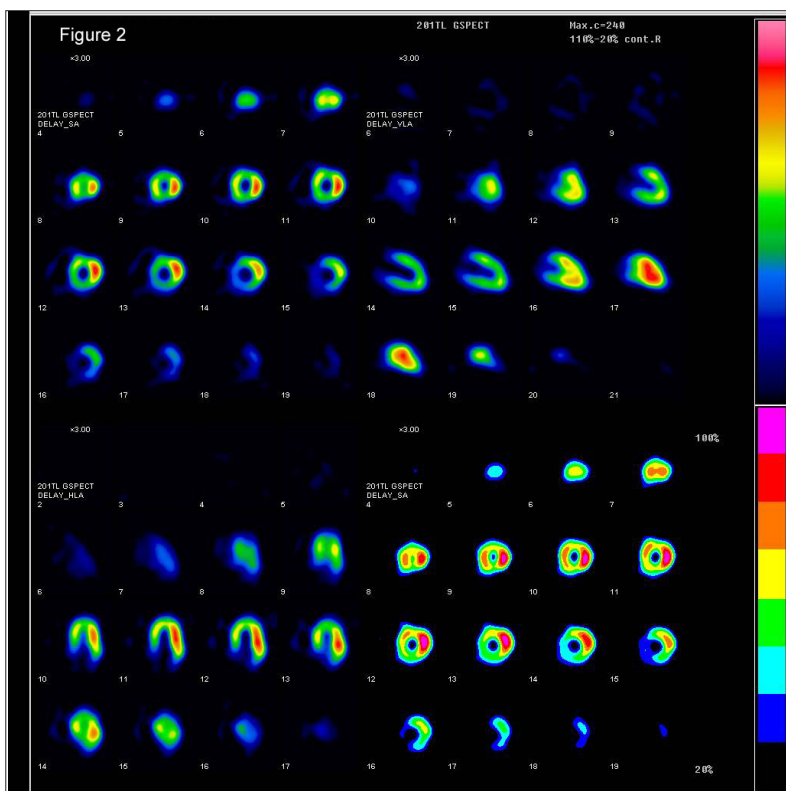 Figure 2
201TL GSPECT
Max.c=240
110%-20% cont.R
×3.00
201TL GSPECT
DELAY_SA
4 5 6 7
8 9 10 11
12 13 14 15
16 17 18 19
201TL GSPECT
DELAY_VLA
6 7 8 9
10 11 12 13
14 15 16 17
18 19 20 21
×3.00
201TL GSPECT
DELAY_HLA
2 3 4 5
6 7 8 9
10 11 12 13
14 15 16 17
×3.00
100%
201TL GSPECT
DELAY_SA
4 5 6 7
8 9 10 11
12 13 14 15
16 17 18 19
20%